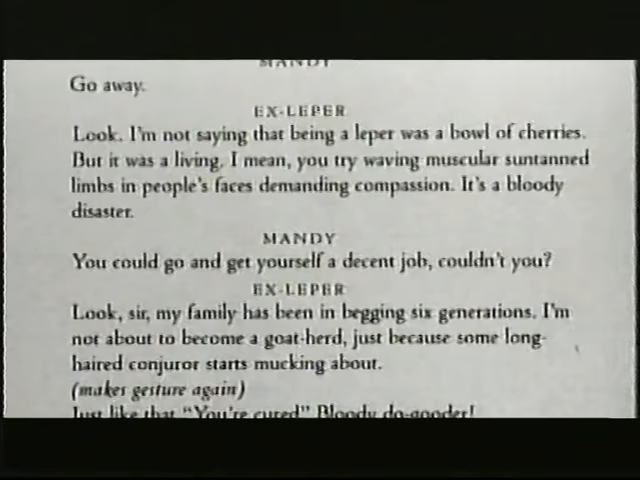 MANDY
Go away.
EX-LEPER
Look. I'm not saying that being a leper was a bowl of cherries.
But it was a living. I mean, you try waving muscular suntanned
limbs in people's faces demanding compassion. It's a bloody
disaster.
MANDY
You could go and get yourself a decent job, couldn't you?
EX-LEPER
Look, sir, my family has been in begging six generations. I'm
not about to become a goat-herd, just because some long-
haired conjuror starts mucking about.
(makes gesture again)
Just like that "You're cured" Bloody do-gooder!